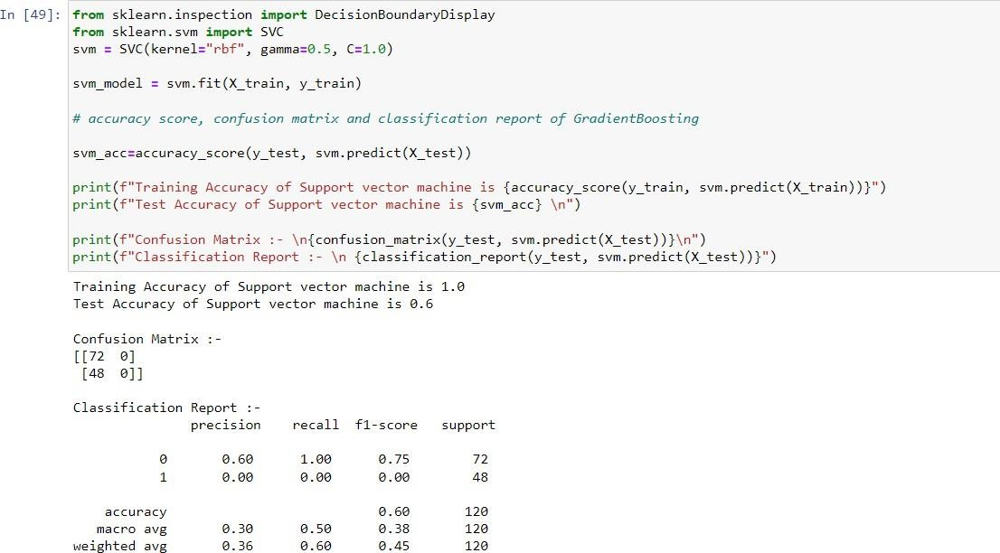 In [49]: from sklearn.inspection import DecisionBoundaryDisplay
from sklearn.svm import SVC
svm = SVC(kernel="rbf", gamma=0.5, C=1.0)
svm_model = svm.fit(X_train, y_train)
# accuracy score, confusion matrix and classification report of GradientBoosting
svm_acc=accuracy_score(y_test, svm.predict(X_test))
print(f"Training Accuracy of Support vector machine is {accuracy_score(y_train, svm.predict(X_train))}")
print(f"Test Accuracy of Support vector machine is {svm_acc} \n")
print(f"Confusion Matrix :- \n{confusion_matrix(y_test, svm.predict(X_test))}\n")
print(f"Classification Report :- \n {classification_report(y_test, svm.predict(X_test))}")
Training Accuracy of Support vector machine is 1.0
Test Accuracy of Support vector machine is 0.6
Confusion Matrix :-
[[72  0]
 [48  0]]
Classification Report :-
               precision    recall  f1-score   support
           0       0.60      1.00      0.75        72
           1       0.00      0.00      0.00        48
    accuracy                           0.60       120
   macro avg       0.30      0.50      0.38       120
weighted avg       0.36      0.60      0.45       120